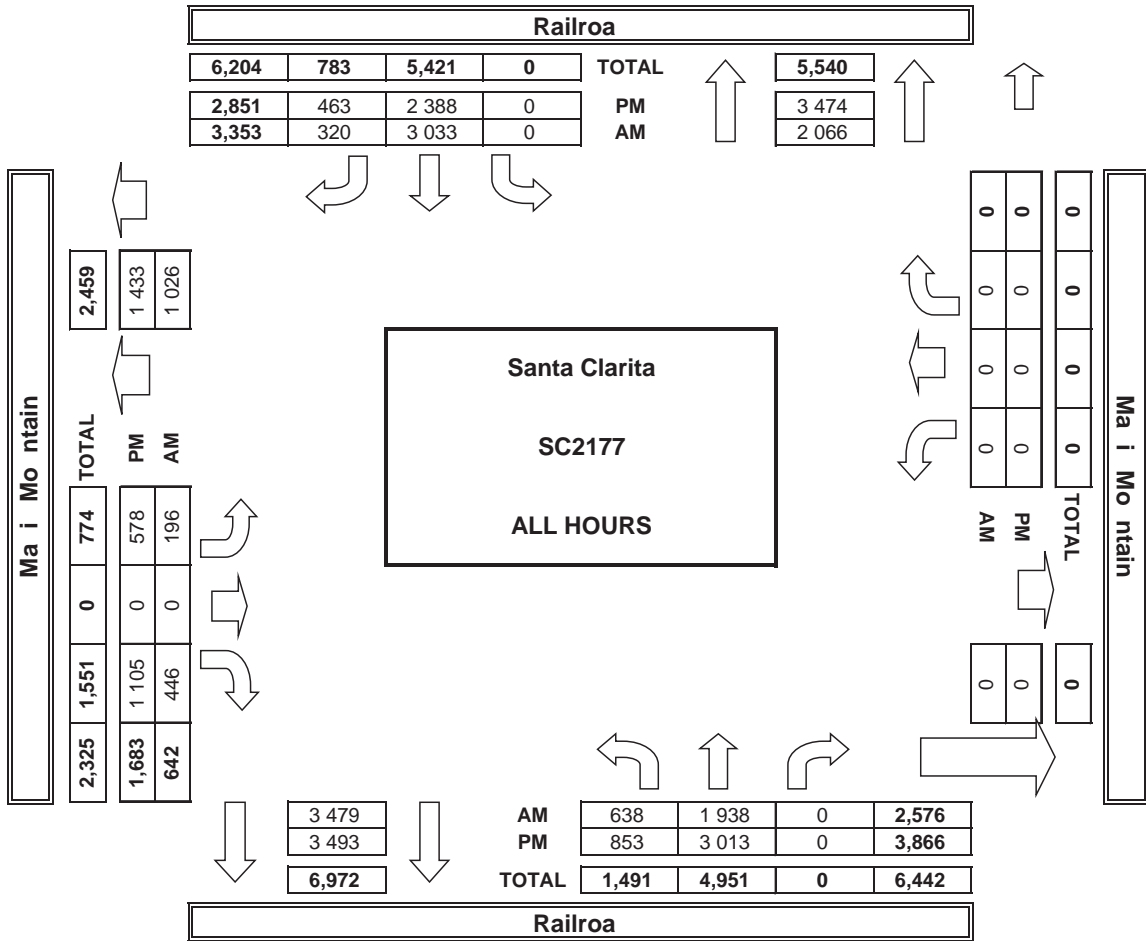 Railroa
6,204 783 5,421 0 TOTAL 5,540
2,851 463 2 388 0 PM 3 474
3,353 320 3 033 0 AM 2 066
Ma i Mo ntain
2,459
1 433
1 026
TOTAL
PM
AM
774
578
196
0
0
0
1,551
1 105
446
2,325
1,683
642
Santa Clarita
SC2177
ALL HOURS
0 0 0
0 0 0
0 0 0
0 0 0
AM PM TOTAL
0 0 0
Ma i Mo ntain
3 479 AM 638 1 938 0 2,576
3 493 PM 853 3 013 0 3,866
6,972 TOTAL 1,491 4,951 0 6,442
Railroa